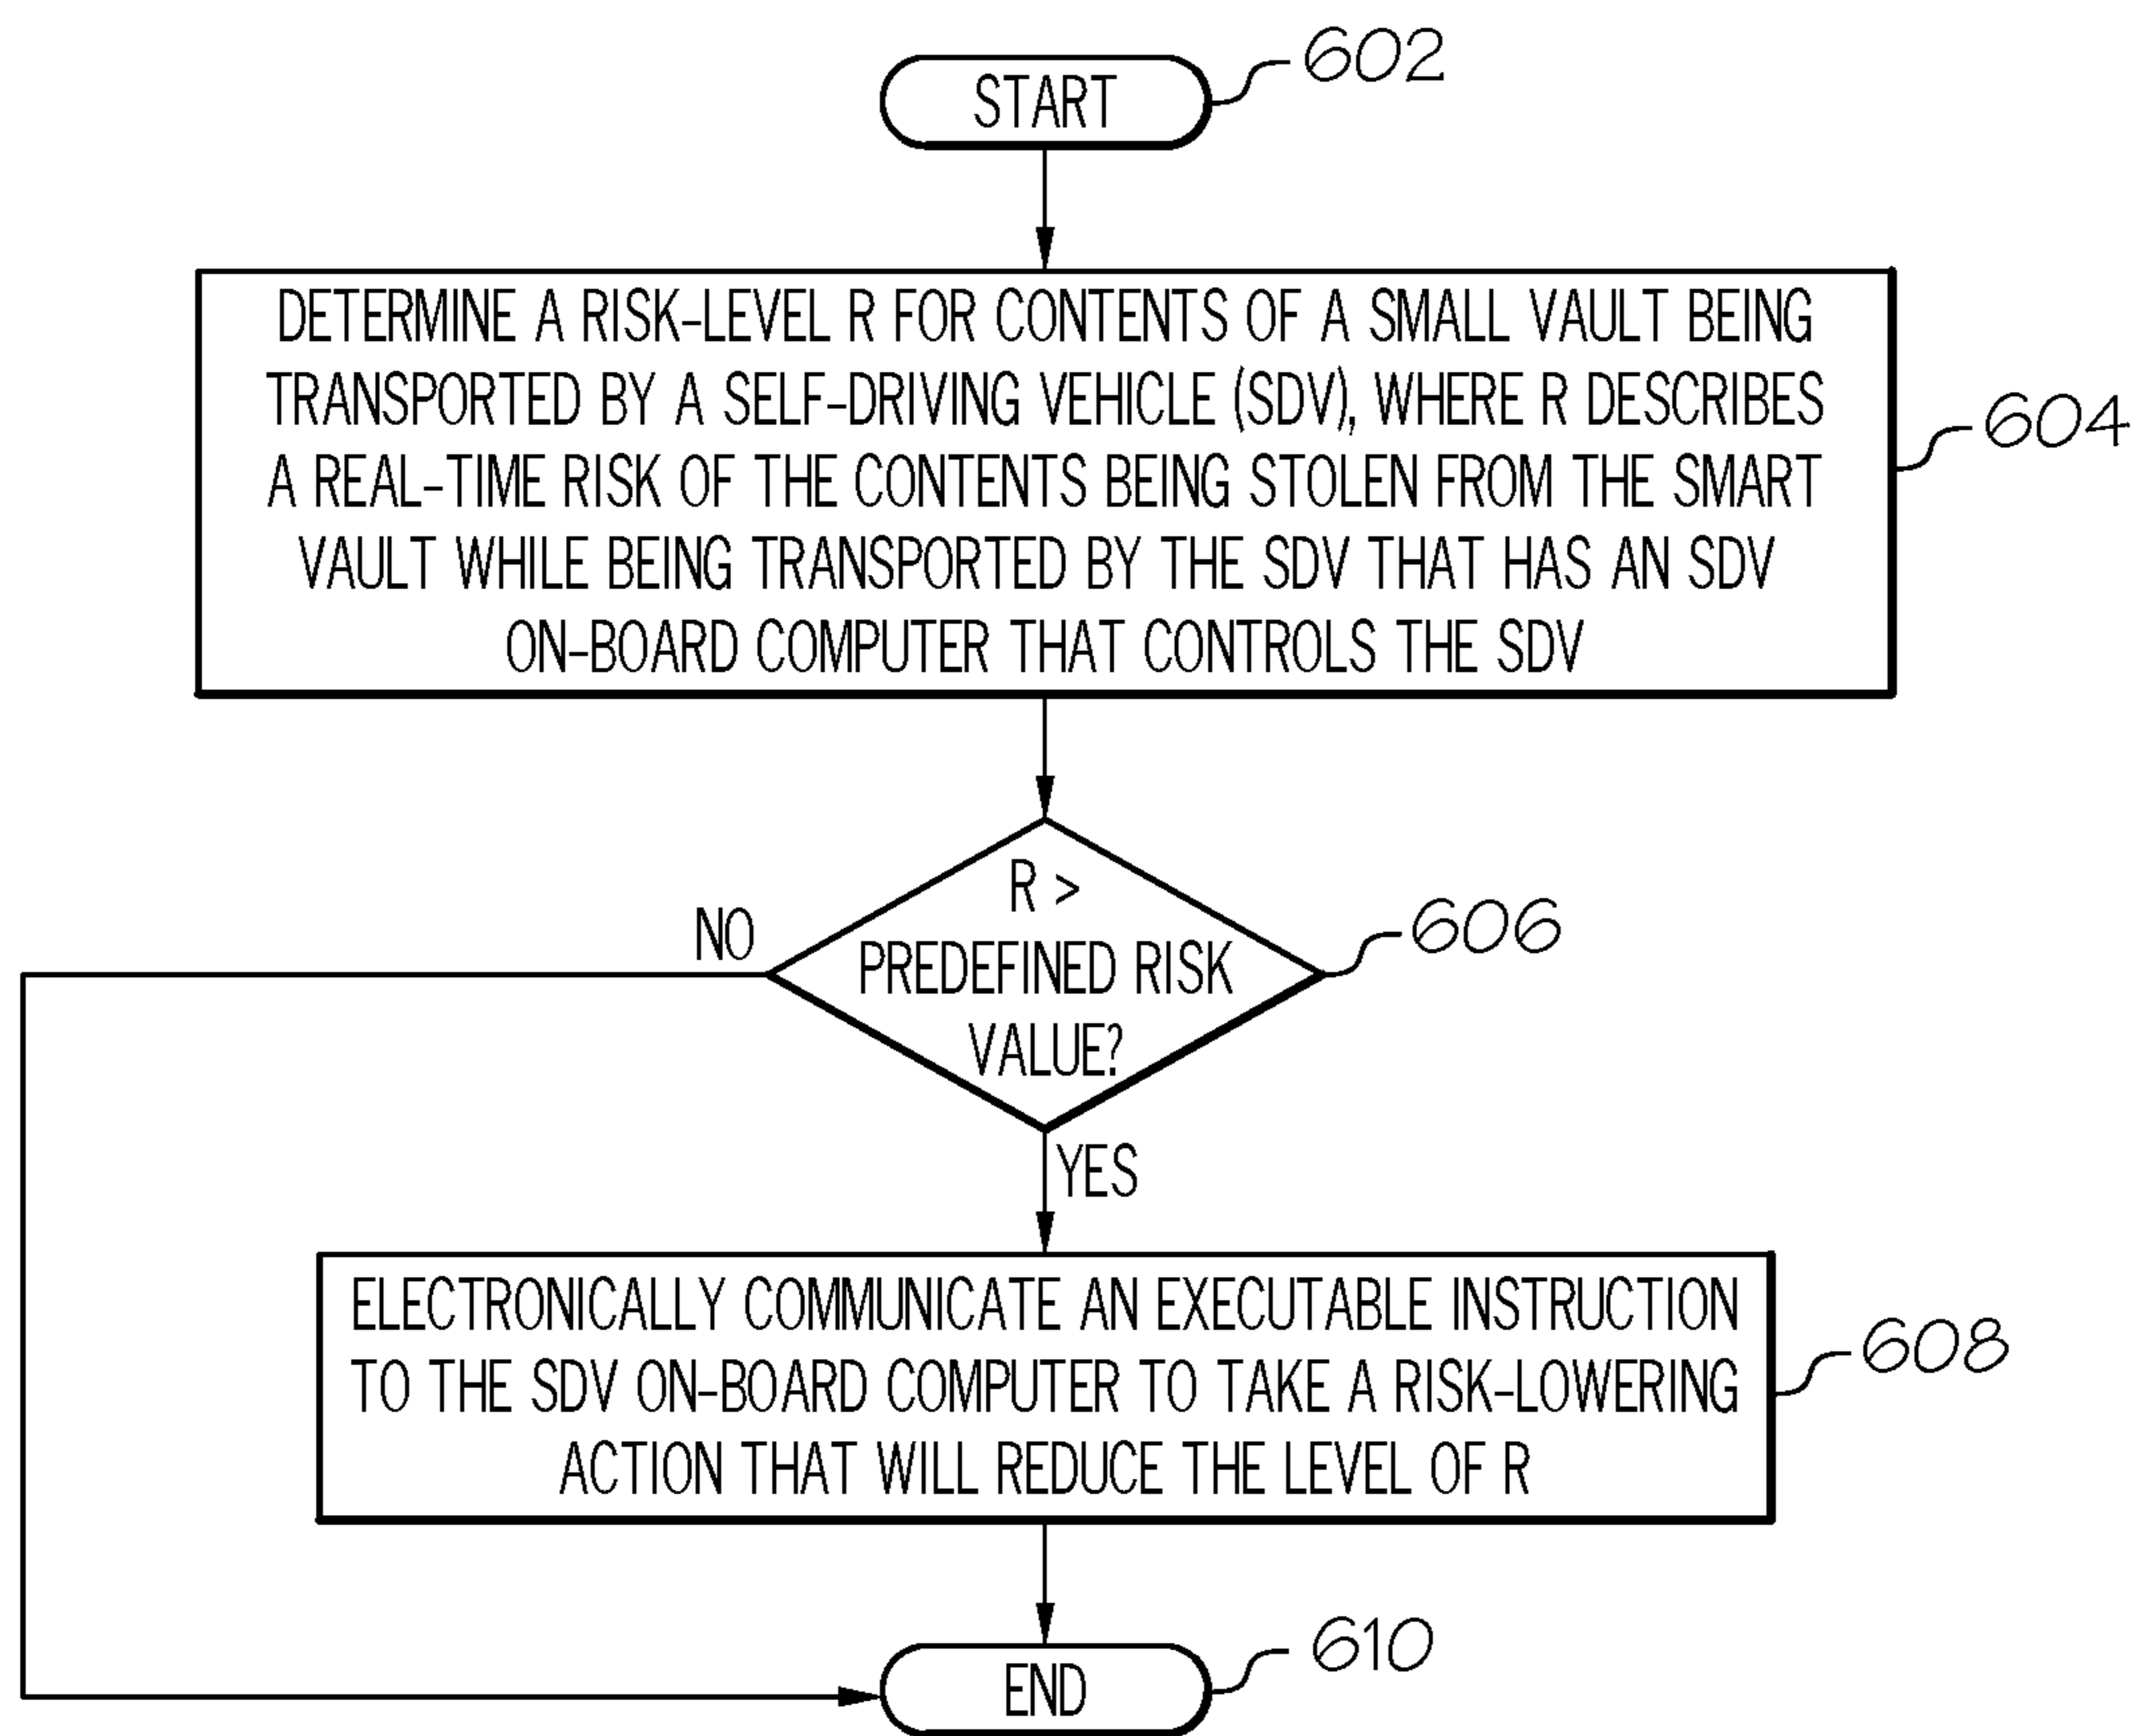 START
602
DETERMINE A RISK-LEVEL R FOR CONTENTS OF A SMALL VAULT BEING
TRANSPORTED BY A SELF-DRIVING VEHICLE (SDV), WHERE R DESCRIBES
A REAL-TIME RISK OF THE CONTENTS BEING STOLEN FROM THE SMART
VAULT WHILE BEING TRANSPORTED BY THE SDV THAT HAS AN SDV
ON-BOARD COMPUTER THAT CONTROLS THE SDV
604
R >
PREDEFINED RISK
VALUE?
606
NO
YES
ELECTRONICALLY COMMUNICATE AN EXECUTABLE INSTRUCTION
TO THE SDV ON-BOARD COMPUTER TO TAKE A RISK-LOWERING
ACTION THAT WILL REDUCE THE LEVEL OF R
608
END
610